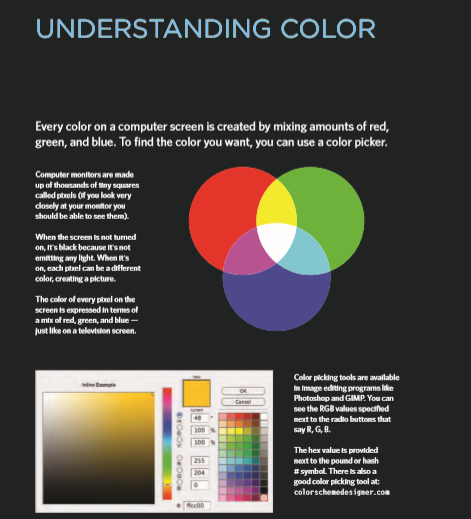 UNDERSTANDING COLOR
Every color on a computer screen is created by mixing amounts of red,
green, and blue. To find the color you want, you can use a color picker.
Computer monitors are made
up of thousands of tiny squares
called pixels (if you look very
closely at your monitor you
should be able to see them).
When the screen is not turned
on, it's black because it's not
emitting any light. When it's
on, each pixel can be a different
color, creating a picture.
The color of every pixel on the
screen is expressed in terms of
a mix of red, green, and blue —
just like on a television screen.
Inline Example
new
current
OK
Cancel
48 °
100 %
100 %
255
204
0
# ffcc00
Color picking tools are available
in image editing programs like
Photoshop and GIMP. You can
see the RGB values specified
next to the radio buttons that
say R, G, B.
The hex value is provided
next to the pound or hash
# symbol. There is also a
good color picking tool at:
colorschemedesigner.com